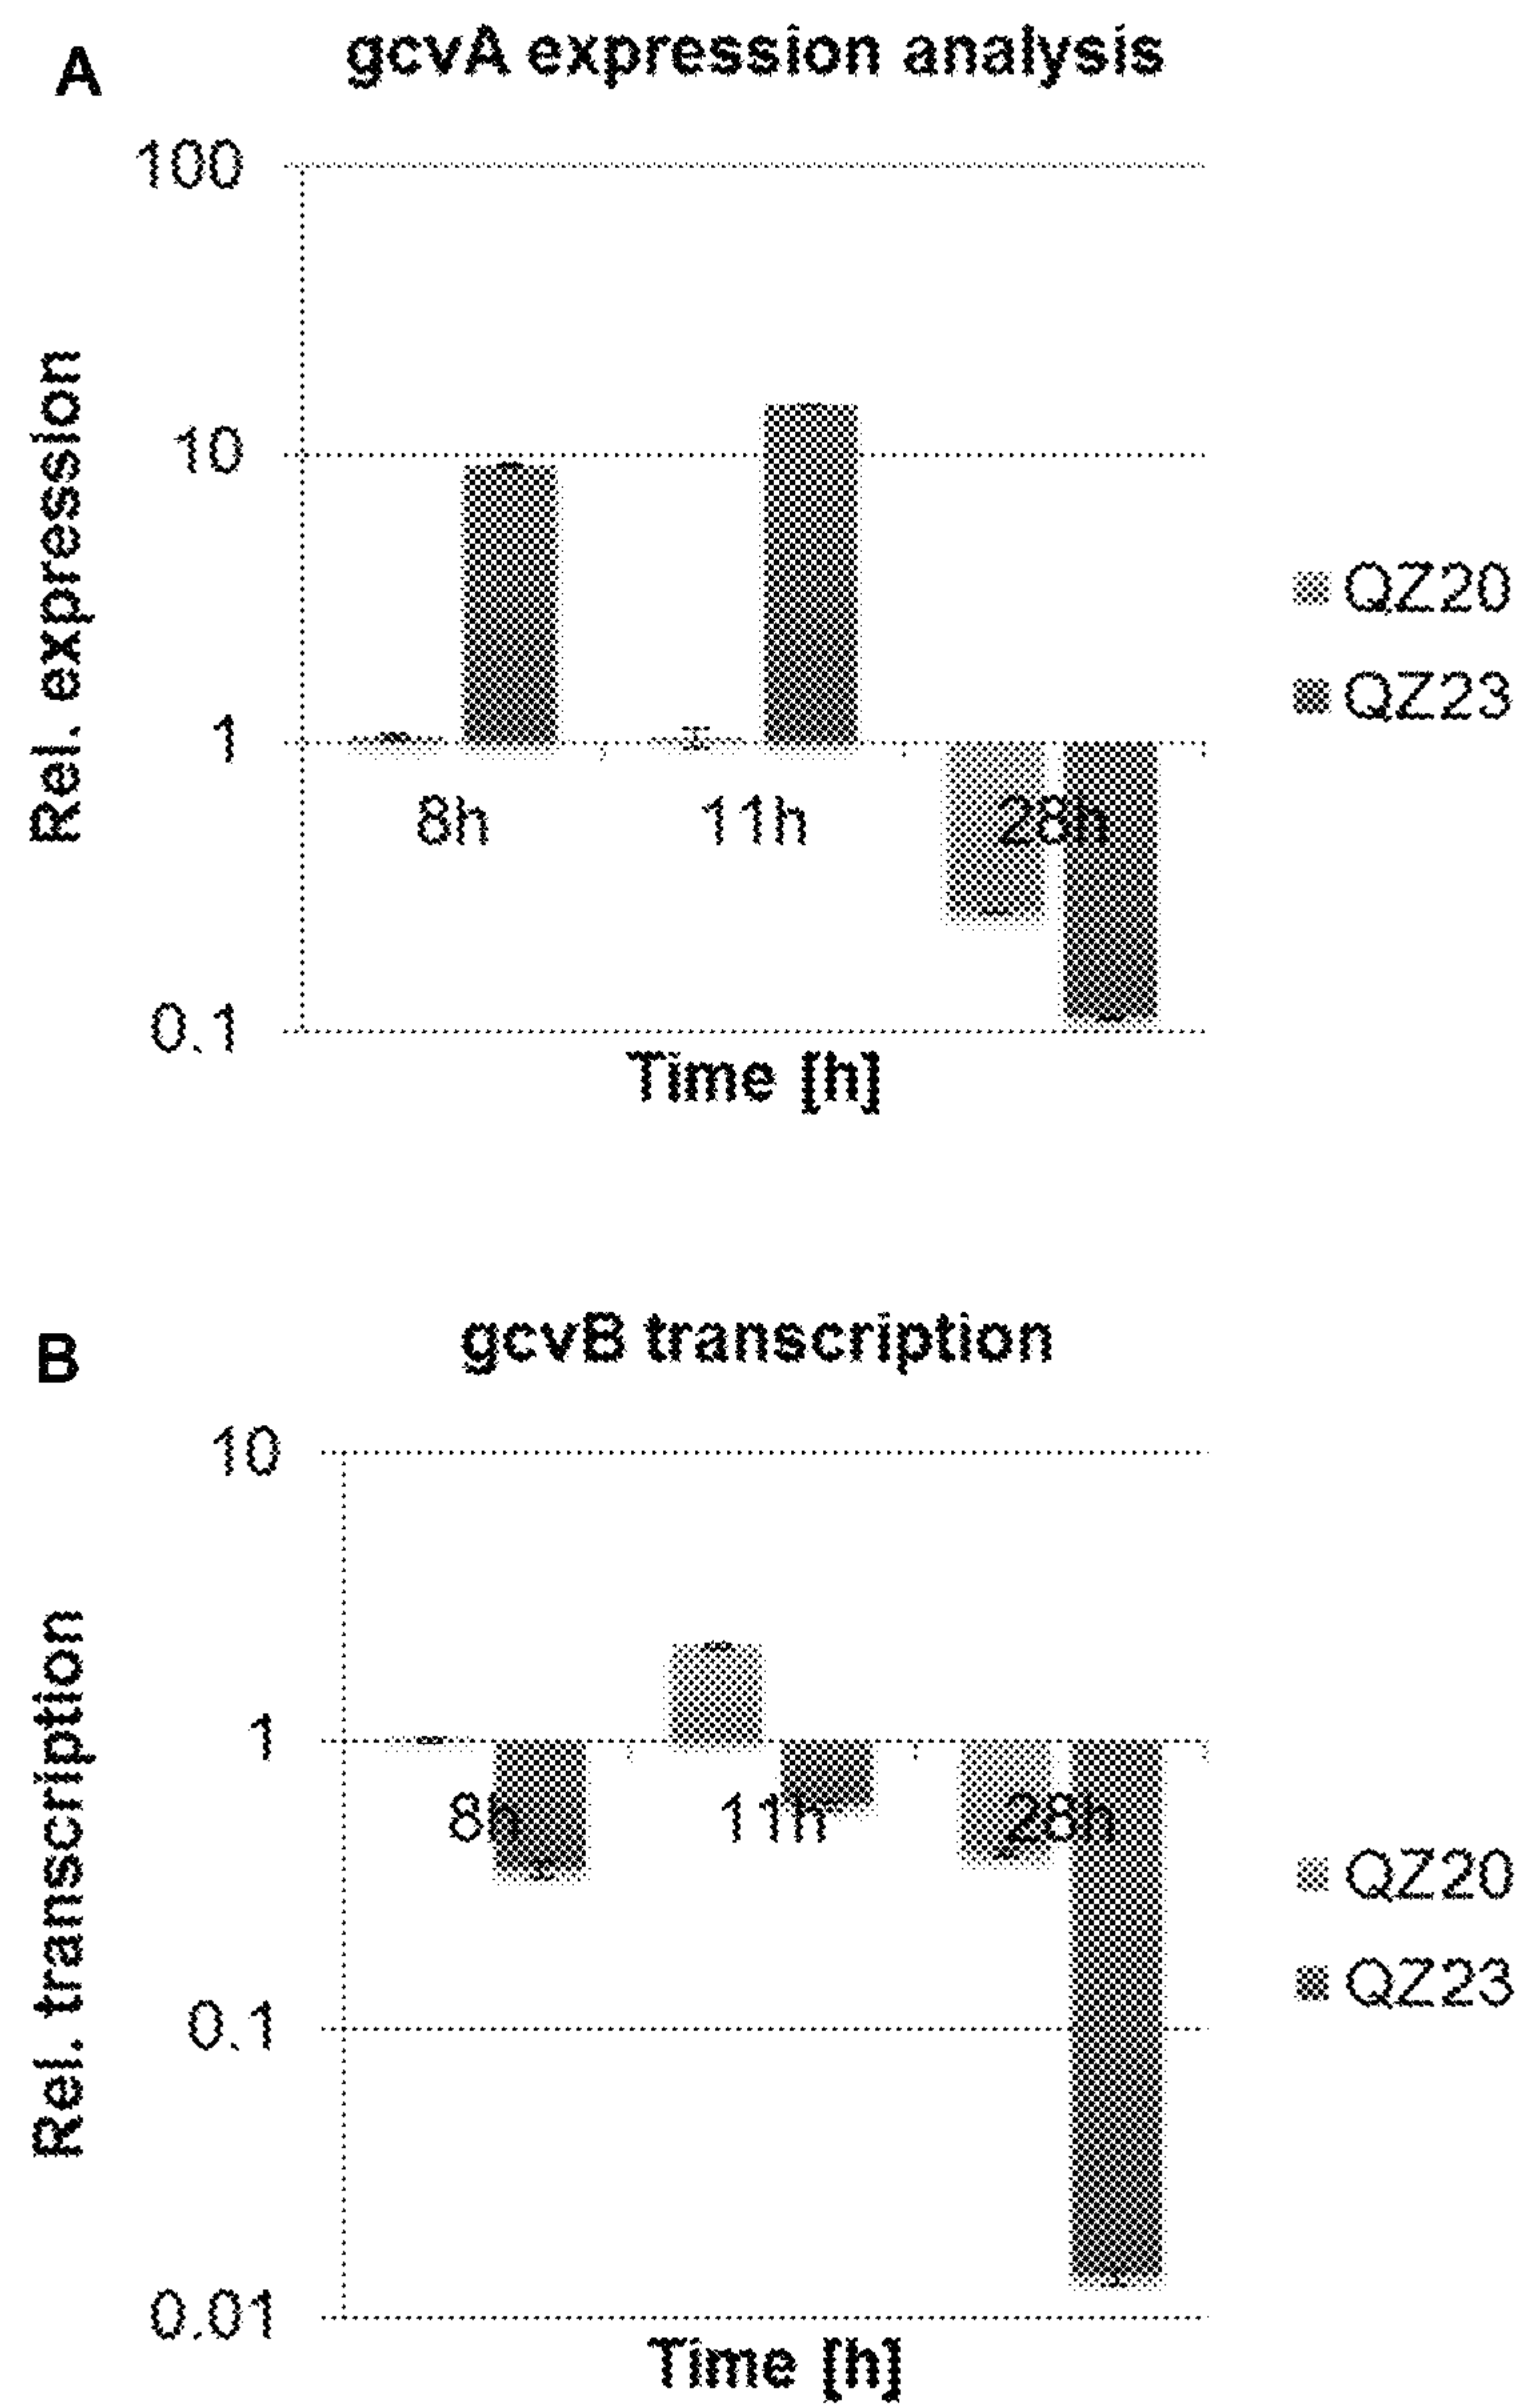 A
gcvA expression analysis
100
10
1
0.1
Rel. expression
8h
11h
28h
Time [h]
QZ20
QZ23
B
gcvB transcription
10
1
0.1
0.01
Rel. transcription
8h
11h
28h
Time [h]
QZ20
QZ23